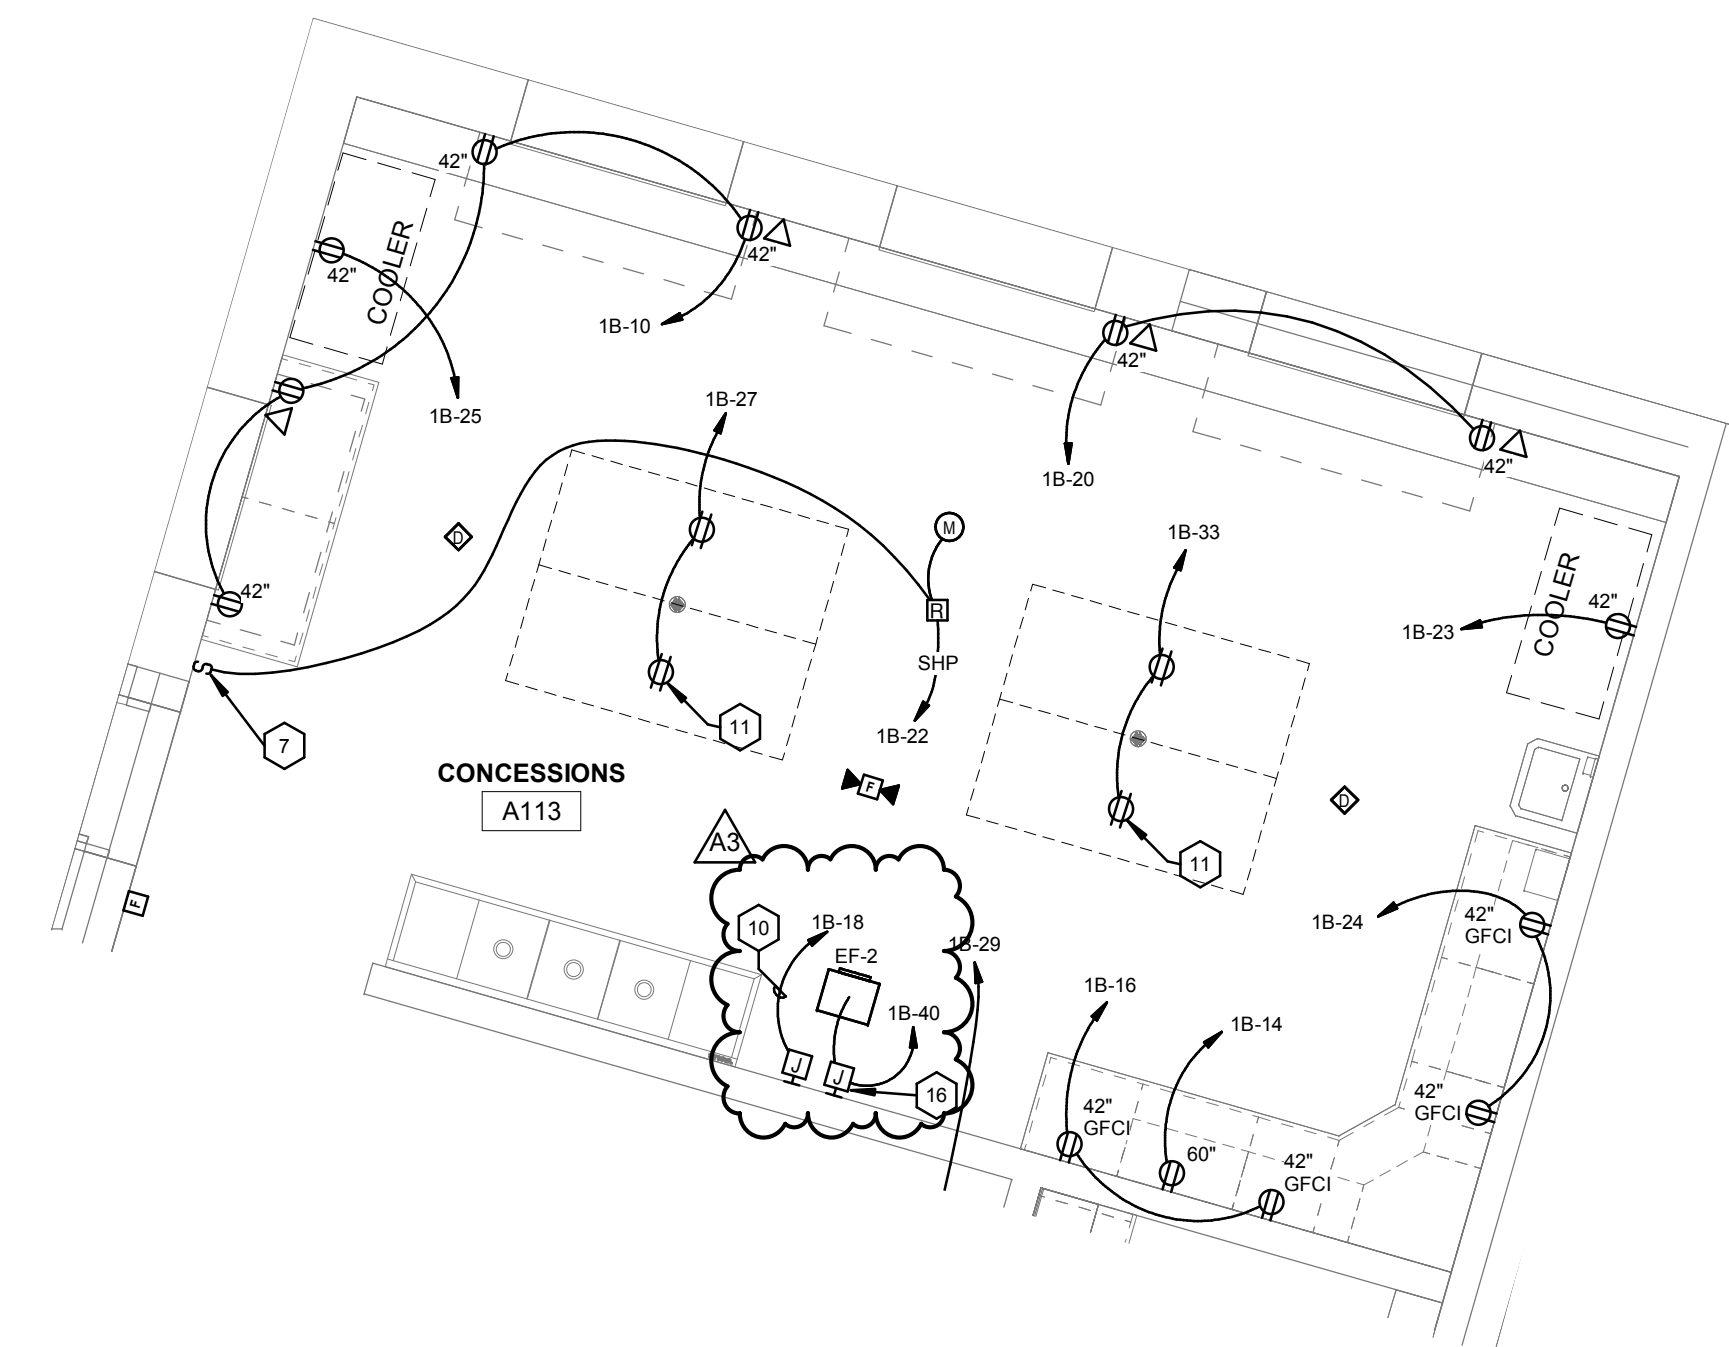 42"
42"
COOLER
42"
1B-10
42"
1B-25
1B-27
1B-20
42"
M
D
1B-33
42"
COOLER
42"
1B-23
R
SHP
S
11
1B-22
7
CONCESSIONS
A113
F
D
A3
11
F
10
1B-18
1B-29
EF-2
42"
GFCI
1B-24
1B-16
1B-40
1B-14
J
J
16
42"
GFCI
42"
GFCI
60"
42"
GFCI